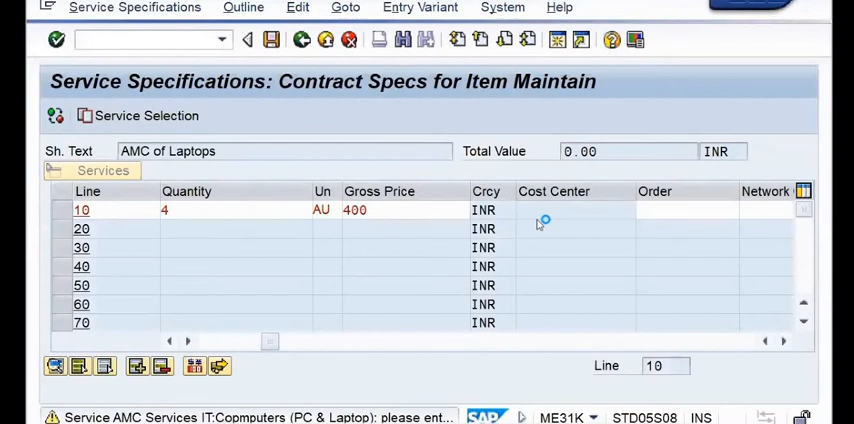 Service Specifications Outline Edit Goto Entry Variant System Help
Service Specifications: Contract Specs for Item Maintain
Service Selection
Sh. Text AMC of Laptops Total Value 0.00 INR
Services
Line Quantity Un Gross Price Crcy Cost Center Order Network
10 4 AU 400 INR
20 INR
30 INR
40 INR
50 INR
60 INR
70 INR
Line 10
Service AMC Services IT:Copmputers (PC & Laptop): please ent... SAP ME31K STD05S08 INS